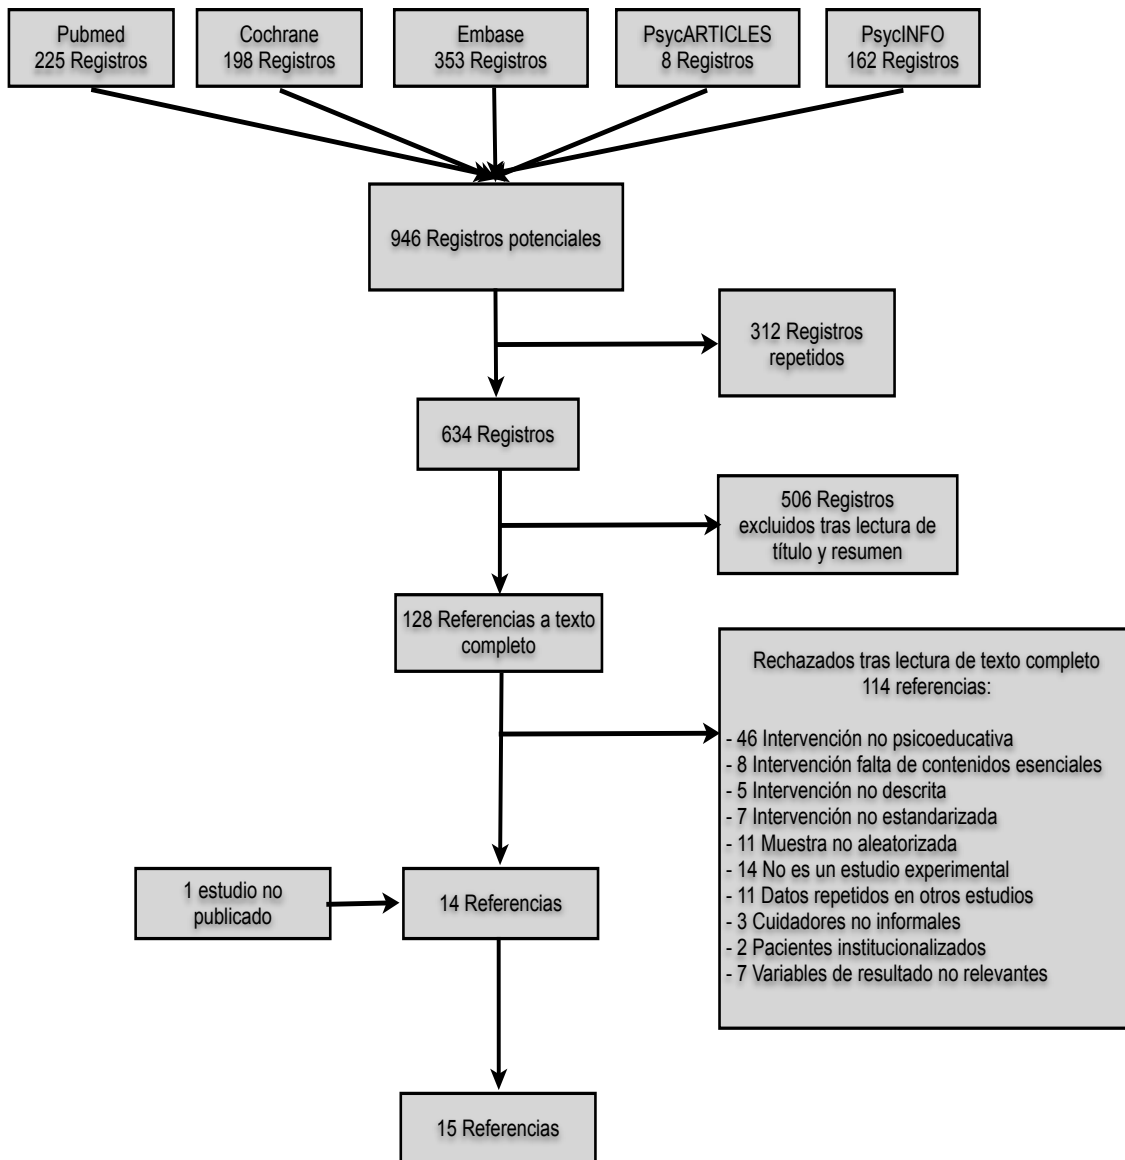 Pubmed
225 Registros
Cochrane
198 Registros
Embase
353 Registros
PsycARTICLES
8 Registros
PsycINFO
162 Registros
946 Registros potenciales
312 Registros
repetidos
634 Registros
506 Registros
excluidos tras lectura de
título y resumen
128 Referencias a texto
completo
Rechazados tras lectura de texto completo
114 referencias:
- 46 Intervención no psicoeducativa
- 8 Intervención falta de contenidos esenciales
- 5 Intervención no descrita
- 7 Intervención no estandarizada
- 11 Muestra no aleatorizada
- 14 No es un estudio experimental
- 11 Datos repetidos en otros estudios
- 3 Cuidadores no informales
- 2 Pacientes institucionalizados
- 7 Variables de resultado no relevantes
1 estudio no
publicado
14 Referencias
15 Referencias